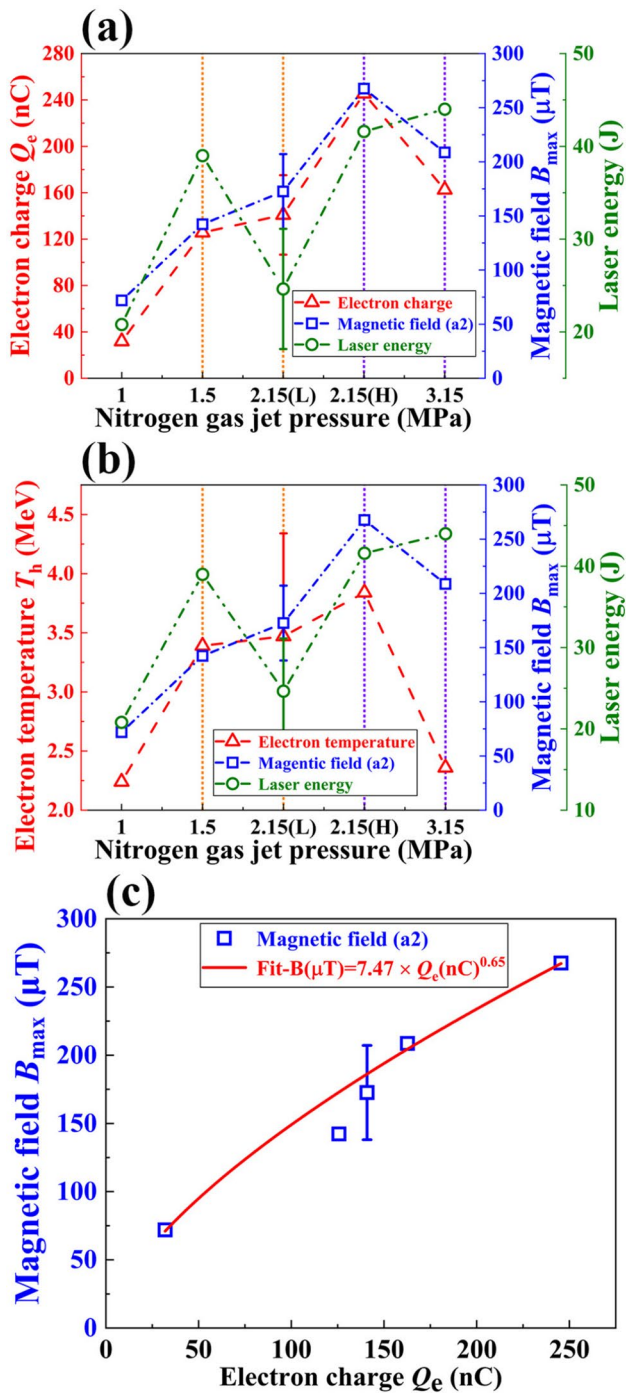 (a)
Electron charge Qe (nC)
280
240
200
160
120
80
40
0
300
250
200
150
100
50
0
Magnetic field Bmax (μT)
50
40
30
20
10
Laser energy (J)
Electron charge
Magnetic field (a2)
Laser energy
1
1.5
2.15(L)
2.15(H)
3.15
Nitrogen gas jet pressure (MPa)
(b)
Electron temperature Th (MeV)
4.5
4.0
3.5
3.0
2.5
2.0
300
250
200
150
100
50
0
Magnetic field Bmax (μT)
50
40
30
20
10
Laser energy (J)
Electron temperature
Magentic field (a2)
Laser energy
1
1.5
2.15(L)
2.15(H)
3.15
Nitrogen gas jet pressure (MPa)
(c)
Magnetic field Bmax (μT)
300
250
200
150
100
50
0
Magnetic field (a2)
Fit-B(μT)=7.47 × Qe(nC)^0.65
0
50
100
150
200
250
Electron charge Qe (nC)